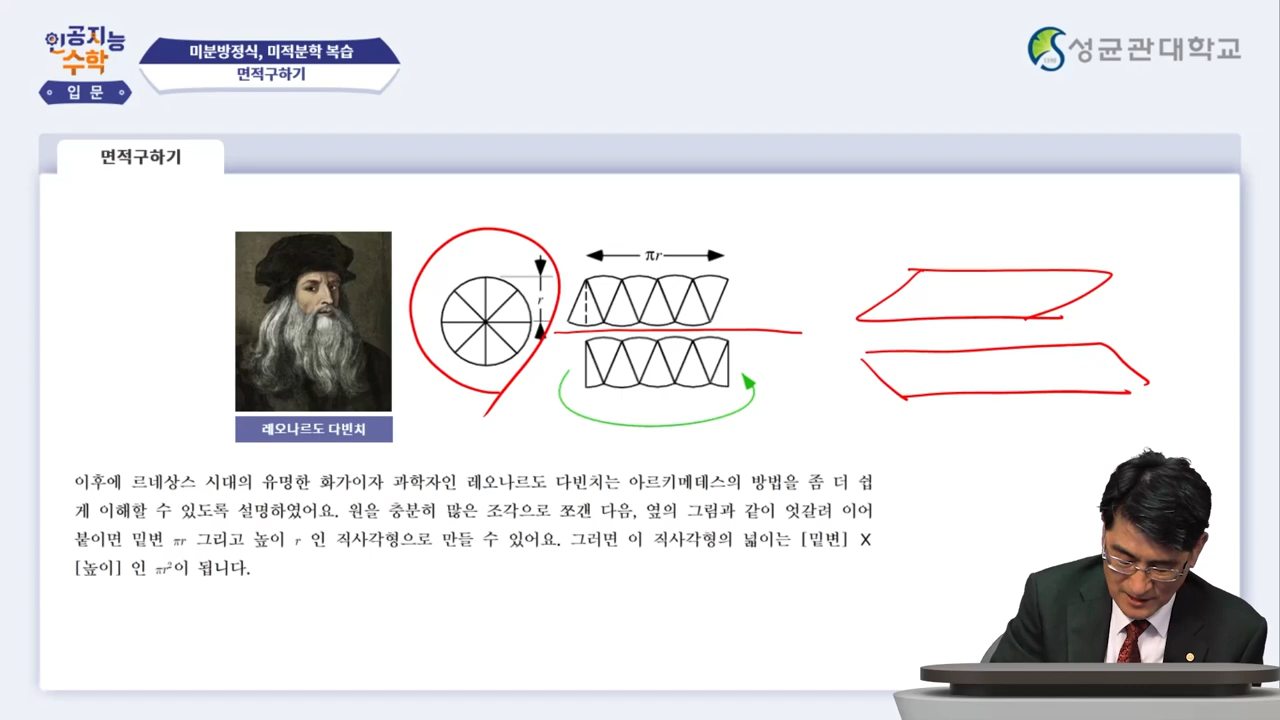 인공지능
수학
입 문
미분방정식, 미적분학 복습
면적구하기
성균관대학교
1398
면적구하기
πr
r
레오나르도 다빈치
이후에 르네상스 시대의 유명한 화가이자 과학자인 레오나르도 다빈치는 아르키메데스의 방법을 좀 더 쉽
게 이해할 수 있도록 설명하였어요. 원을 충분히 많은 조각으로 쪼갠 다음, 옆의 그림과 같이 엇갈려 이어
붙이면 밑변 πr 그리고 높이 r 인 직사각형으로 만들 수 있어요. 그러면 이 직사각형의 넓이는 [밑변] X
[높이] 인 πr²이 됩니다.